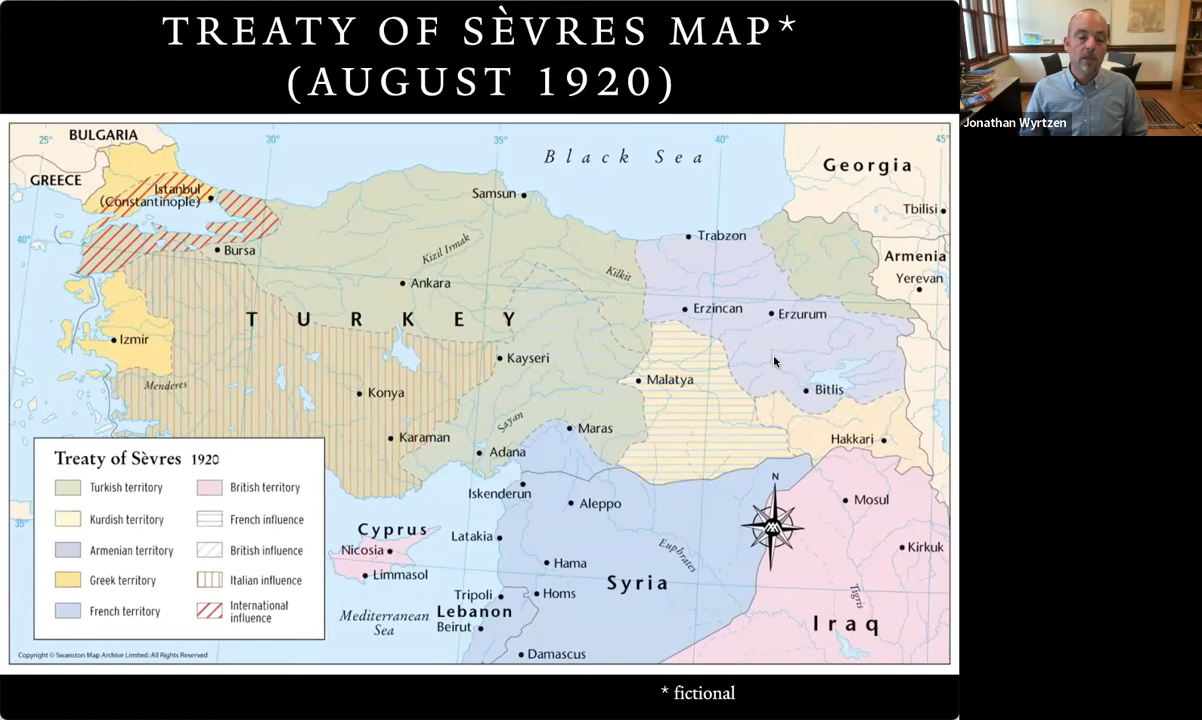 TREATY OF SÈVRES MAP*
(AUGUST 1920)
Jonathan Wyrtzen
25°
30°
35°
40°
45°
BULGARIA
Black Sea
Georgia
GREECE
Istanbul
(Constantinople)
Samsun
Tbilisi
40°
Bursa
Kizil Irmak
Trabzon
Armenia
Kilkit
Yerevan
Ankara
Erzincan
Erzurum
TURKEY
Izmir
Kayseri
Menderes
Konya
Malatya
Bitlis
Sayan
Maras
Karaman
Hakkari
Adana
Treaty of Sèvres 1920
Turkish territory
British territory
Kurdish territory
French influence
Armenian territory
British influence
Greek territory
Italian influence
French territory
International
influence
35°
Iskenderun
N
Aleppo
Mosul
Cyprus
Latakia
Nicosia
Kirkuk
Euphrates
Hama
Limmasol
Syria
Tripoli
Homs
Tigris
Mediterranean
Sea
Lebanon
Iraq
Beirut
Damascus
Copyright © Swanston Map Archive Limited. All Rights Reserved
* fictional